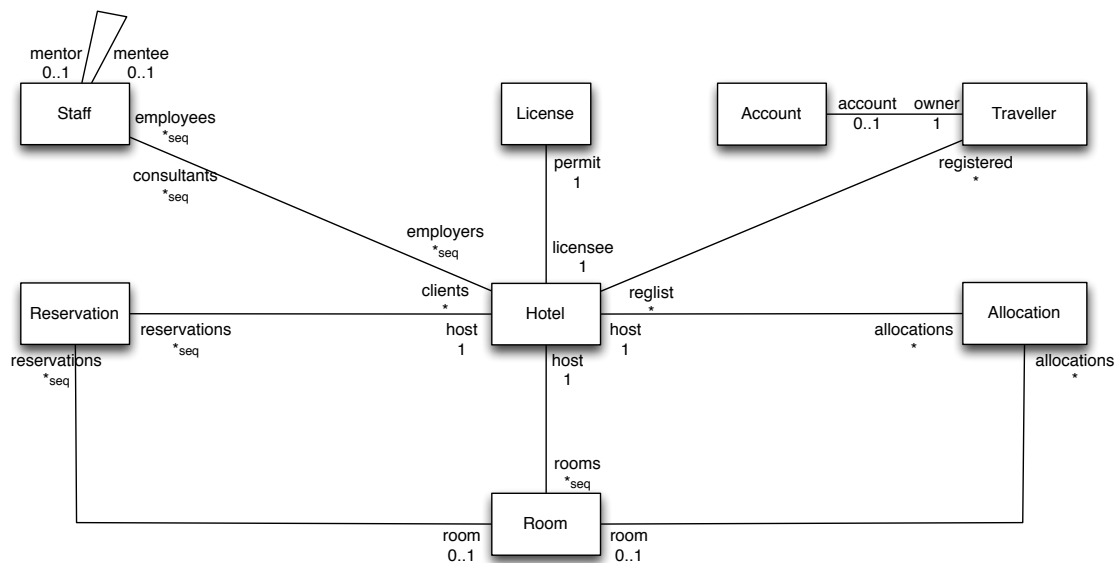 mentor
mentee
0..1
0..1
Staff
License
Account
account
owner
Traveller
0..1
1
employees
*seq
permit
1
registered
*
consultants
*seq
employers
*seq
licensee
1
clients
*
reglist
*
Reservation
Hotel
Allocation
reservations
*seq
host
1
host
1
allocations
*
reservations
*seq
host
1
allocations
*
rooms
*seq
Room
room
0..1
room
0..1